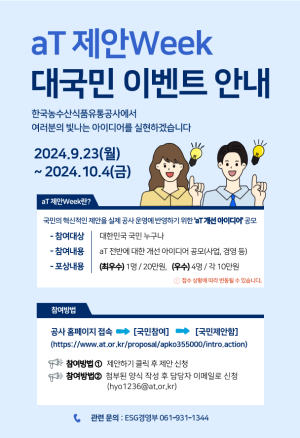 aT 제안Week
대국민 이벤트 안내
한국농수산식품유통공사에서
여러분의 빛나는 아이디어를 실현하겠습니다
2024.9.23(월)
~ 2024.10.4(금)
aT 제안Week란?
국민의 혁신적인 제안을 실제 공사 운영에 반영하기 위한 'aT 개선 아이디어' 공모
- 참여대상 대한민국 국민 누구나
- 참여내용 aT 전반에 대한 개선 아이디어 공모(사업, 경영 등)
- 포상내용 (최우수) 1명 / 20만원, (우수) 4명 / 각 10만원
접수 상황에 따라 변동될 수 있습니다.
참여방법
공사 홈페이지 접속 [국민참여] [국민제안함]
(https://www.at.or.kr/proposal/apko355000/intro.action)
참여방법① 제안하기 클릭 후 제안 신청
참여방법② 첨부된 양식 작성 후 담당자 이메일로 신청
(hyo1236@at.or.kr)
관련 문의 : ESG경영부 061-931-1344